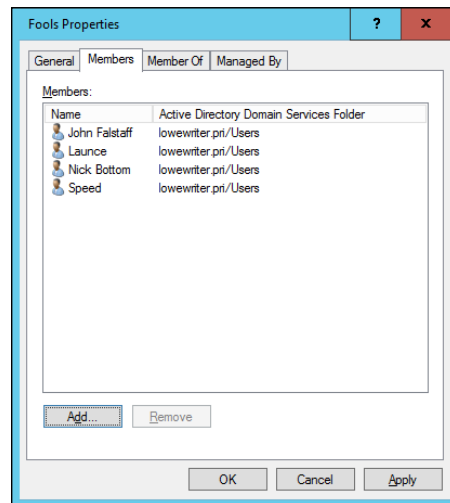 Fools Properties
? x
General Members Member Of Managed By
Members:
Name Active Directory Domain Services Folder
John Falstaff lowewriter.pri/Users
Launce lowewriter.pri/Users
Nick Bottom lowewriter.pri/Users
Speed lowewriter.pri/Users
Add... Remove
OK Cancel Apply